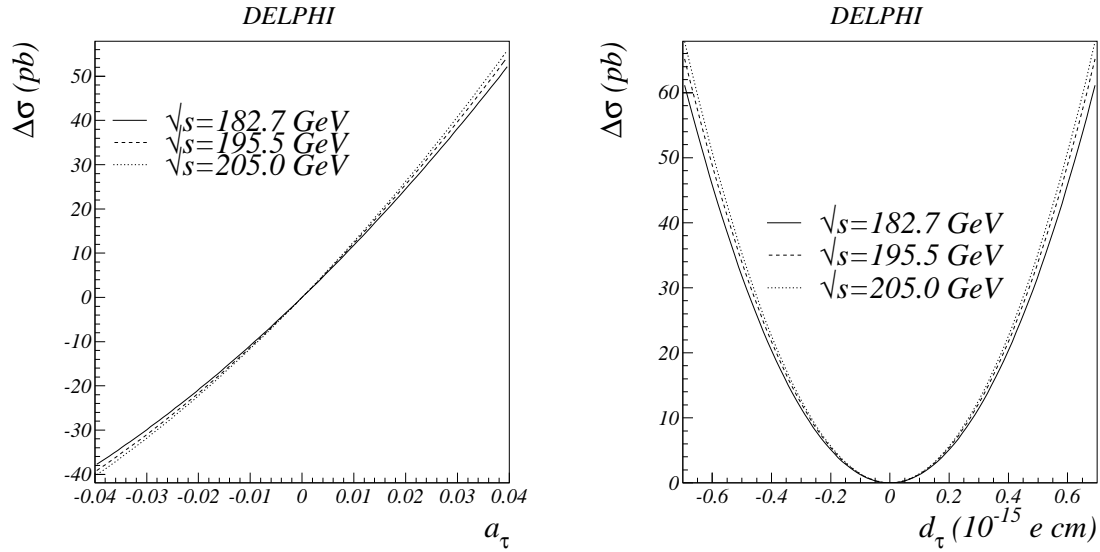 DELPHI
Δσ (pb)
50
40
30
20
10
0
-10
-20
-30
-40
√s=182.7 GeV
√s=195.5 GeV
√s=205.0 GeV
-0.04 -0.03 -0.02 -0.01 0 0.01 0.02 0.03 0.04
a_τ
DELPHI
Δσ (pb)
60
50
40
30
20
10
0
√s=182.7 GeV
√s=195.5 GeV
√s=205.0 GeV
-0.6 -0.4 -0.2 0 0.2 0.4 0.6
d_τ (10^-15 e cm)